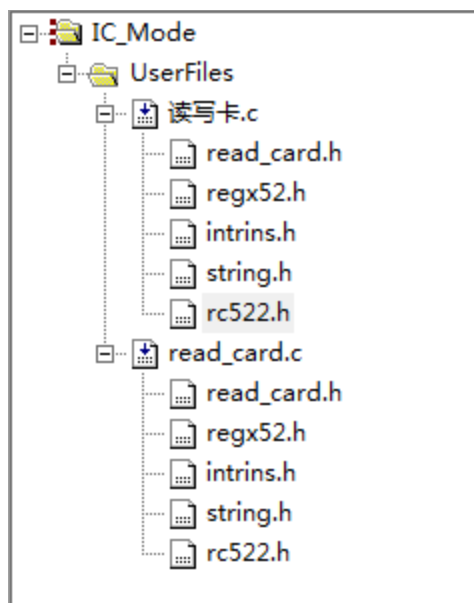 IC_Mode
UserFiles
读写卡.c
read_card.h
regx52.h
intrins.h
string.h
rc522.h
read_card.c
read_card.h
regx52.h
intrins.h
string.h
rc522.h